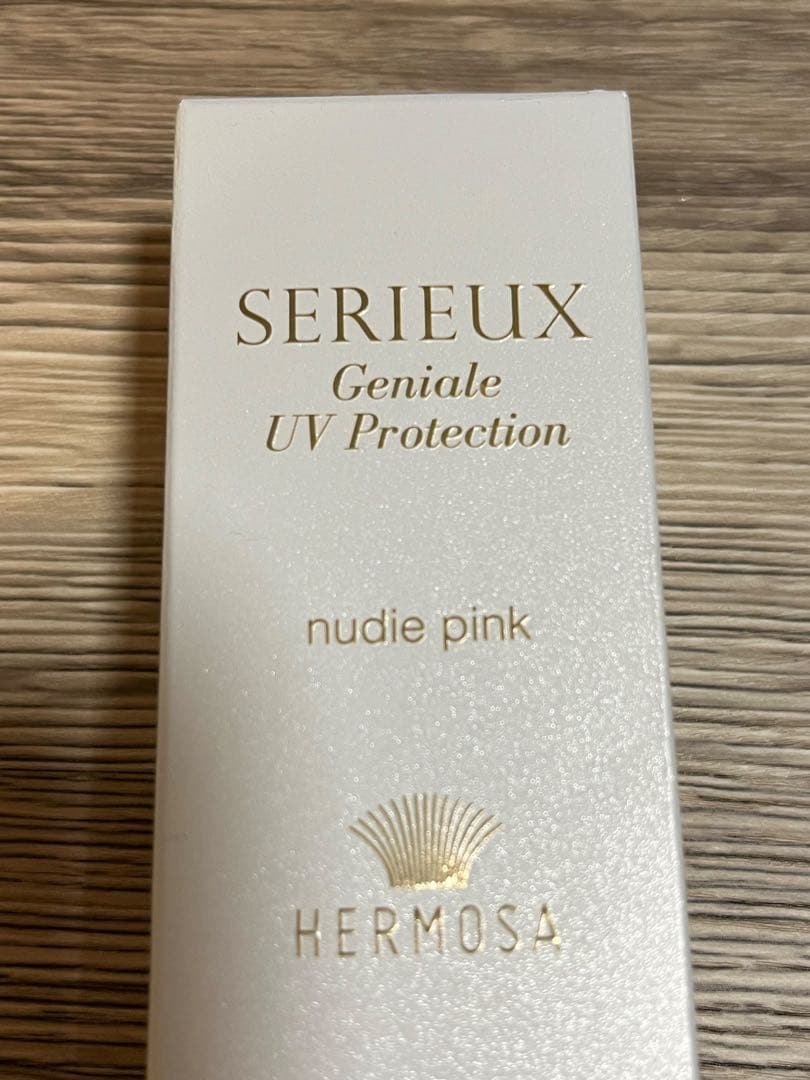 SERIEUX
Geniale
UV Protection
nudie pink
HERMOSA